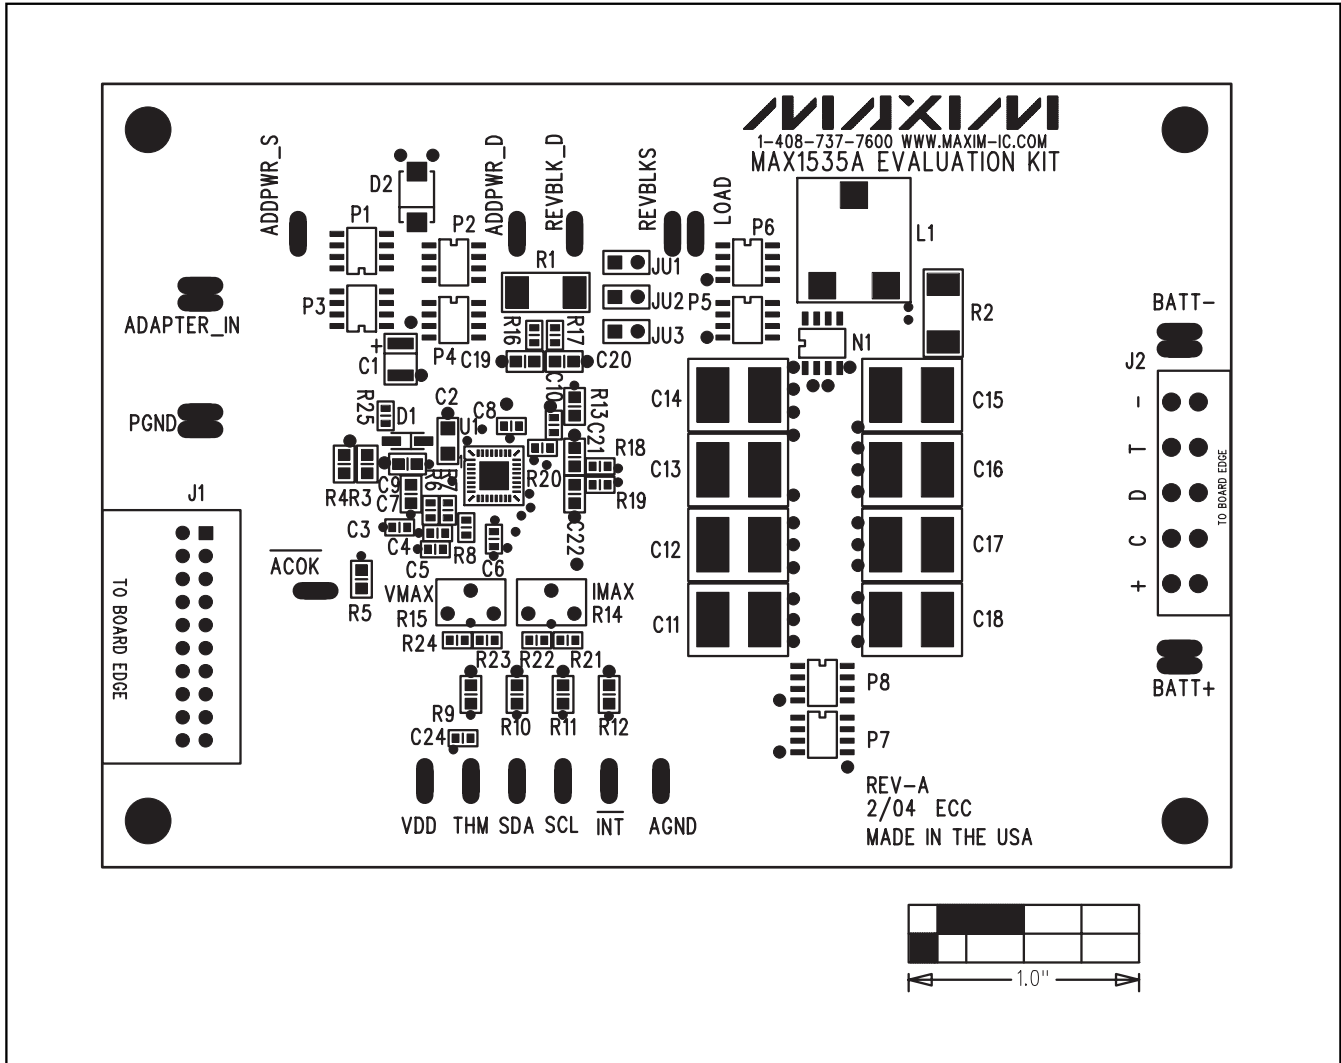 MAXIM
1-408-737-7600 WWW.MAXIM-IC.COM
MAX1535A EVALUATION KIT
ADDPWR_S
D2
ADDPWR_D
REVBLK_D
REVBLKS
LOAD
P1
P2
P6
L1
R1
JU1
JU2
JU3
P5
P3
P4
ADAPTER_IN
R2
BATT-
+
C1
R16
R17
C19
C20
N1
J2
C10
C14
C15
R25
D1
C2
U1
C8
R13
C21
-
PGND
C13
C16
R18
R20
R19
T
TO BOARD EDGE
J1
R4
R3
C9
C7
R6
R7
D
C3
C4
C5
R8
C6
C22
C12
C17
C
ACOK
R5
VMAX
R15
IMAX
R14
C11
C18
+
TO BOARD EDGE
R24
R23
R22
R21
BATT+
P8
R9
R10
R11
R12
C24
P7
REV-A
2/04 ECC
MADE IN THE USA
VDD THM SDA SCL INT AGND
1.0"